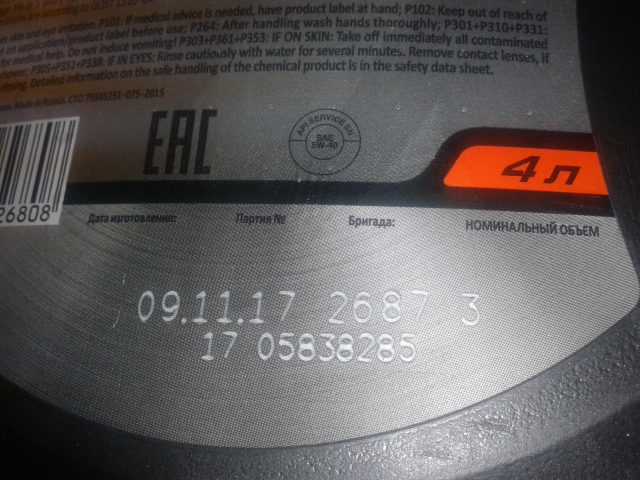 according to GOST
P101: If medical advice is needed, have product label at hand; P102: Keep out of reach of
skin and eye irritation.
on application/product label before use; P264: After handling wash hands thoroughly; P301+P310+P331:
for medical help. Do not induce vomiting! P303+P361+P353: IF ON SKIN: Take off immediately all contaminated
shower; P305+P351+P338: IF IN EYES: Rinse cautiously with water for several minutes. Remove contact lenses, if
rinsing. Detailed information on the safe handling of the chemical product is in the safety data sheet.
Made in Russia. СТО 79345251-075-2015
EAC
API SERVICE SN
SAE
5W-40
4 л
26808
Дата изготовления: Партия № Бригада: НОМИНАЛЬНЫЙ ОБЪЕМ
09.11.17 2687 3
17 05838285